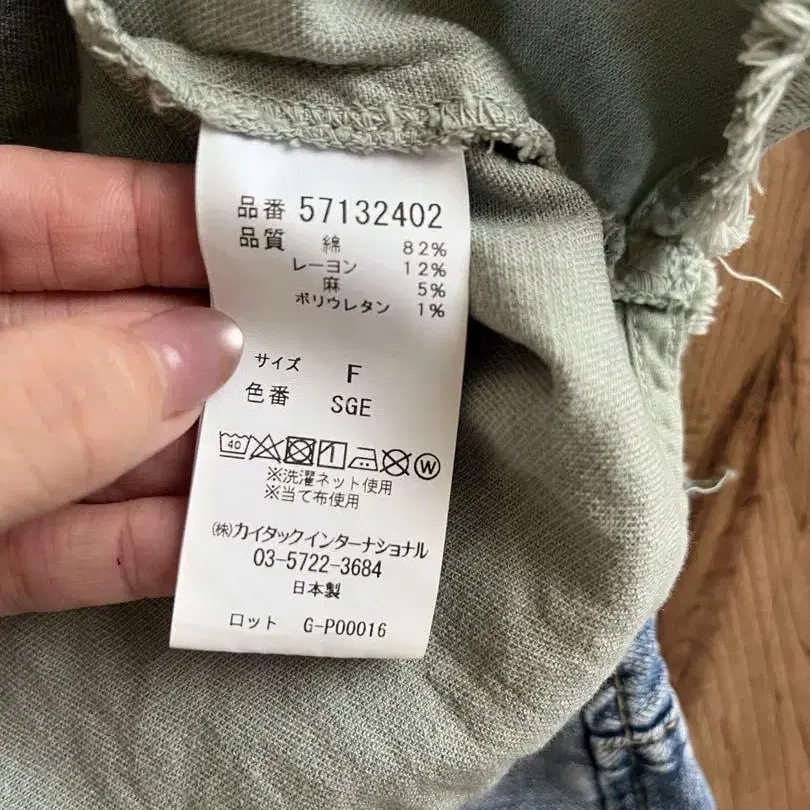 品番 57132402
品質 綿 82%
レーヨン 12%
麻 5%
ポリウレタン 1%
サイズ F
色番 SGE
40 W
※洗濯ネット使用
※当て布使用
㈱カイタックインターナショナル
03-5722-3684
日本製
ロット G-P00016